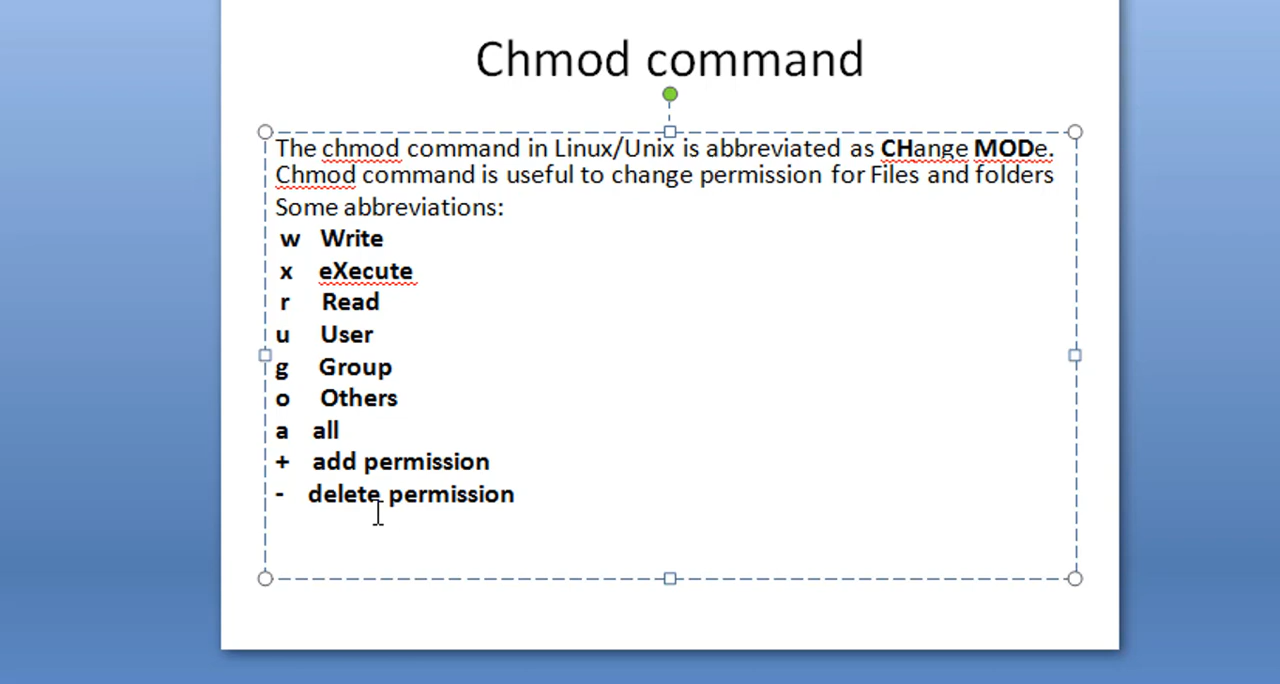 Chmod command
The chmod command in Linux/Unix is abbreviated as CHange MODe.
Chmod command is useful to change permission for Files and folders
Some abbreviations:
w Write
x eXecute
r Read
u User
g Group
o Others
a all
+ add permission
- delete permission